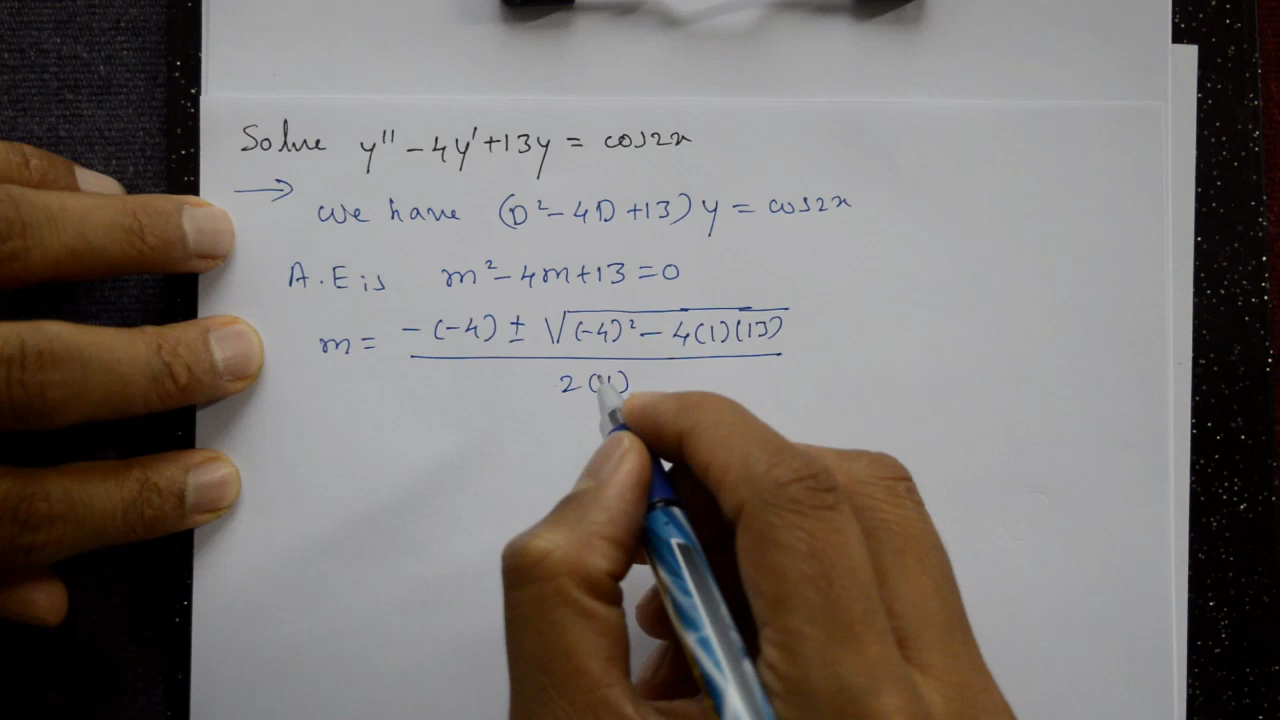 Solve y'' - 4y' + 13y = cos2x
→ we have (D² - 4D + 13) y = cos2x
A.E is m² - 4m + 13 = 0
m = -(-4) ± √(-4)² - 4(1)(13)
2(1)